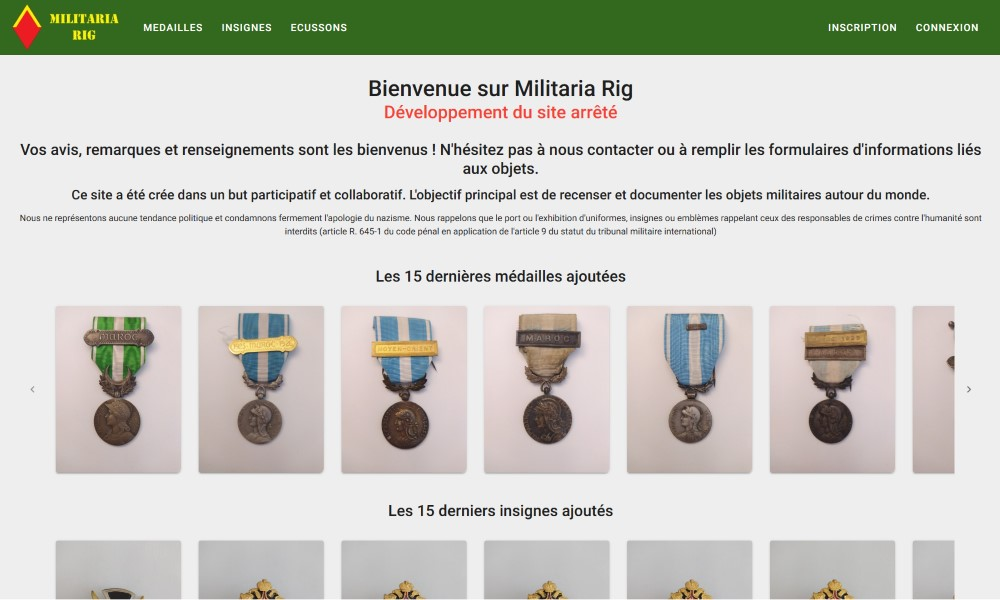 MILITARIA
RIG
MEDAILLES
INSIGNES
ECUSSONS
INSCRIPTION
CONNEXION
Bienvenue sur Militaria Rig
Développement du site arrêté
Vos avis, remarques et renseignements sont les bienvenus ! N'hésitez pas à nous contacter ou à remplir les formulaires d'informations liés
aux objets.
Ce site a été crée dans un but participatif et collaboratif. L'objectif principal est de recenser et documenter les objets militaires autour du monde.
Nous ne représentons aucune tendance politique et condamnons fermement l'apologie du nazisme. Nous rappelons que le port ou l'exhibition d'uniformes, insignes ou emblèmes rappelant ceux des responsables de crimes contre l'humanité sont
interdits (article R. 645-1 du code pénal en application de l'article 9 du statut du tribunal militaire international)
Les 15 dernières médailles ajoutées
MAROC
MOYEN-ORIENT
MAROC
Les 15 derniers insignes ajoutés